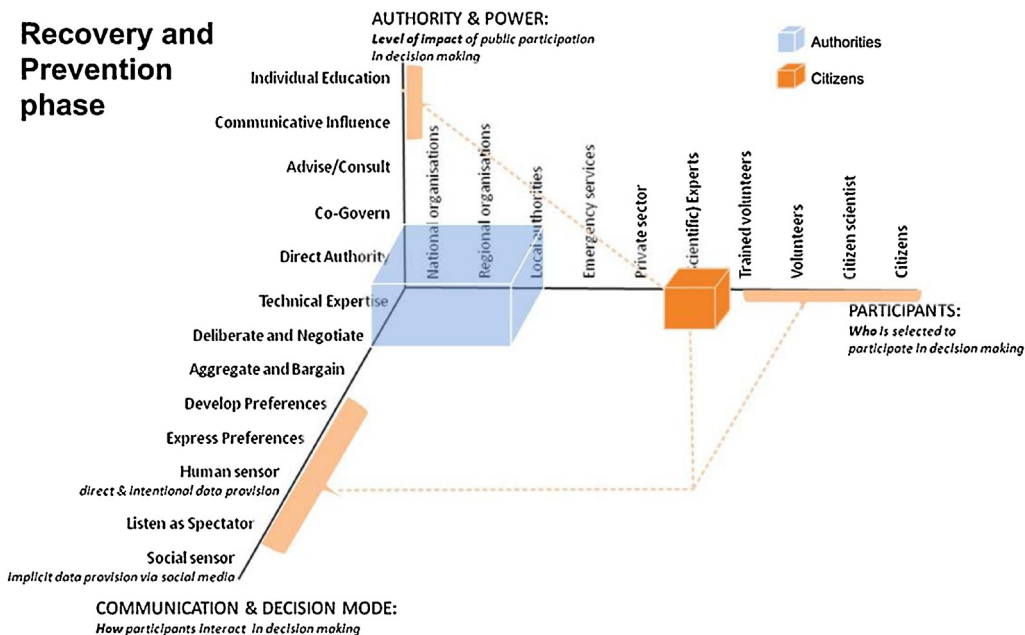 Recovery and
Prevention
phase
AUTHORITY & POWER:
Level of impact of public participation
in decision making
Authorities
Citizens
Individual Education
Communicative Influence
Advise/Consult
Co-Govern
Direct Authority
Technical Expertise
Deliberate and Negotiate
Aggregate and Bargain
Develop Preferences
Express Preferences
Human sensor
direct & intentional data provision
Listen as Spectator
Social sensor
implicit data provision via social media
National organisations
Regional organisations
Local authorities
Emergency services
Private sector
Scientific) Experts
Trained volunteers
Volunteers
Citizen scientist
Citizens
PARTICIPANTS:
Who is selected to
participate in decision making
COMMUNICATION & DECISION MODE:
How participants interact in decision making